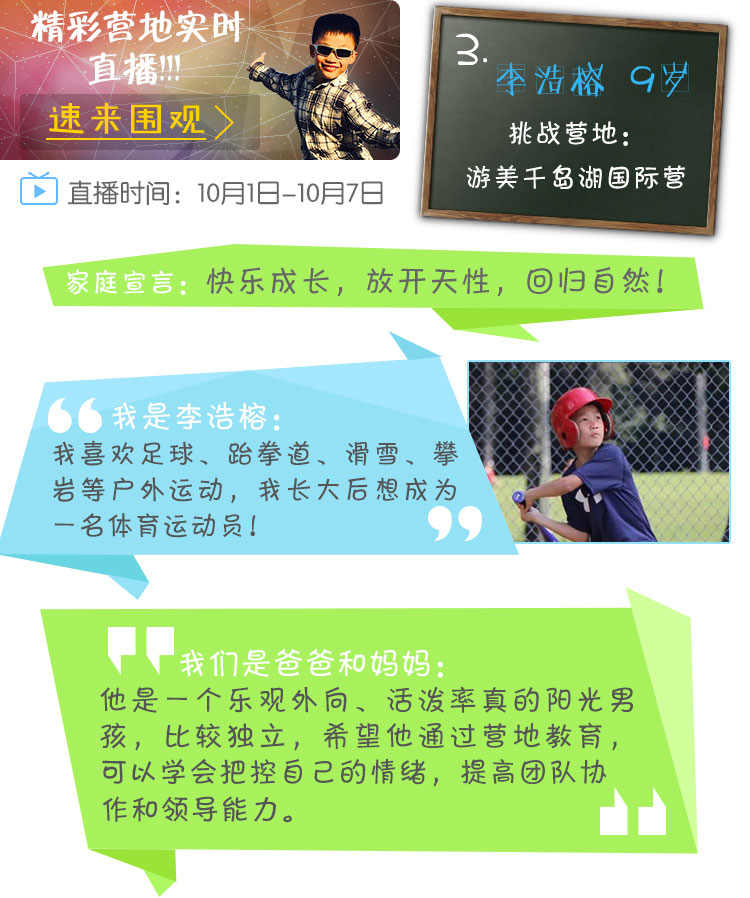 精彩营地实时
直播!!!
速来围观
直播时间：10月1日-10月7日
3.
李浩榕 9岁
挑战营地：
游美千岛湖国际营
家庭宣言：快乐成长，放开天性，回归自然！
我是李浩榕：
我喜欢足球、跆拳道、滑雪、攀
岩等户外运动，我长大后想成为
一名体育运动员！
我们是爸爸和妈妈：
他是一个乐观外向、活泼率真的阳光男
孩，比较独立，希望他通过营地教育，
可以学会把控自己的情绪，提高团队协
作和领导能力。